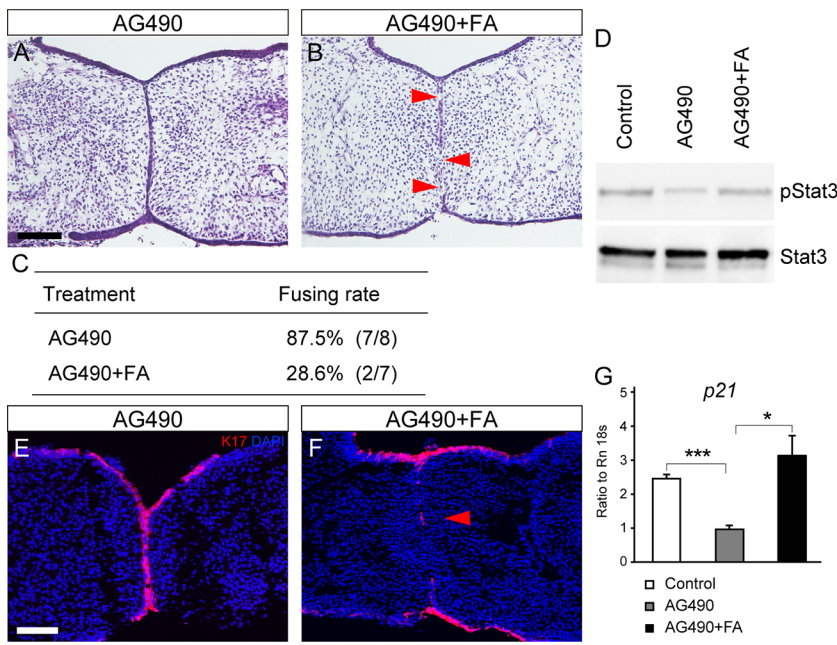 AG490
AG490+FA
A
B
C
Treatment Fusing rate
AG490 87.5% (7/8)
AG490+FA 28.6% (2/7)
D
Control
AG490
AG490+FA
pStat3
Stat3
AG490
AG490+FA
E
K17 DAPI
F
G
p21
Ratio to Rn 18s
5
4
3
2
1
0
***
*
Control
AG490
AG490+FA